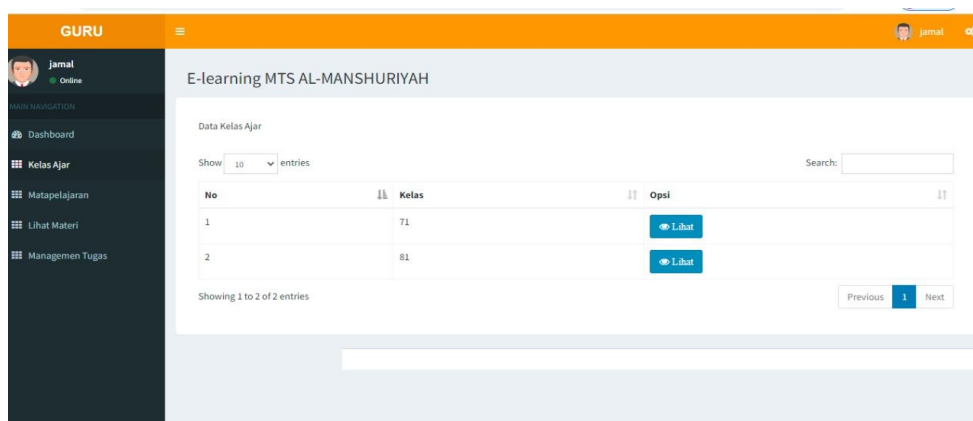 GURU
jamal
jamal
Online
E-learning MTS AL-MANSHURIYAH
MAIN NAVIGATION
Dashboard
Kelas Ajar
Matapelajaran
Lihat Materi
Managemen Tugas
Data Kelas Ajar
Show 10 entries
Search:
No Kelas Opsi
1 71 Lihat
2 81 Lihat
Showing 1 to 2 of 2 entries
Previous 1 Next